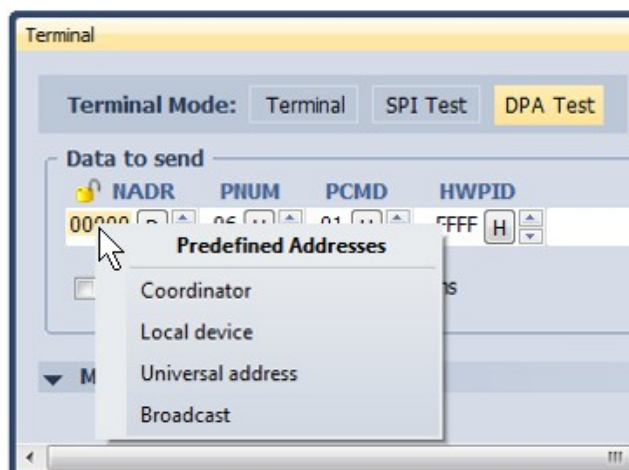 Terminal
Terminal Mode: Terminal SPI Test DPA Test
Data to send
NADR PNUM PCMD HWPID
FFFF H
Predefined Addresses
Coordinator
Local device
Universal address
Broadcast